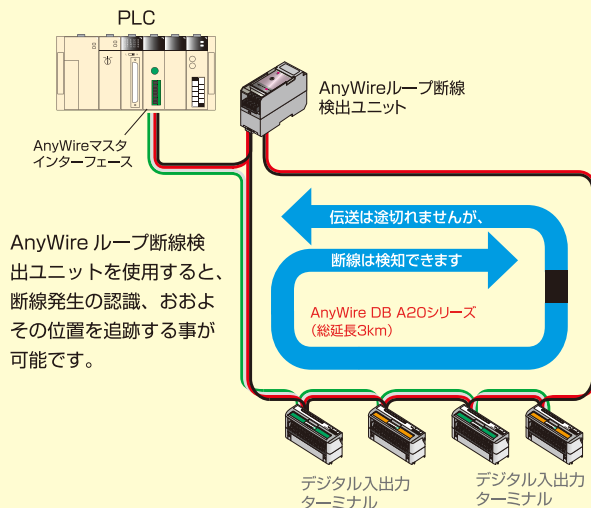 PLC
AnyWireループ断線
検出ユニット
AnyWireマスタ
インターフェース
伝送は途切れませんが、
断線は検知できます
AnyWire DB A20シリーズ
（総延長3km）
AnyWire ループ断線検
出ユニットを使用すると、
断線発生の認識、おおよ
その位置を追跡する事が
可能です。
デジタル入出力
ターミナル
デジタル入出力
ターミナル